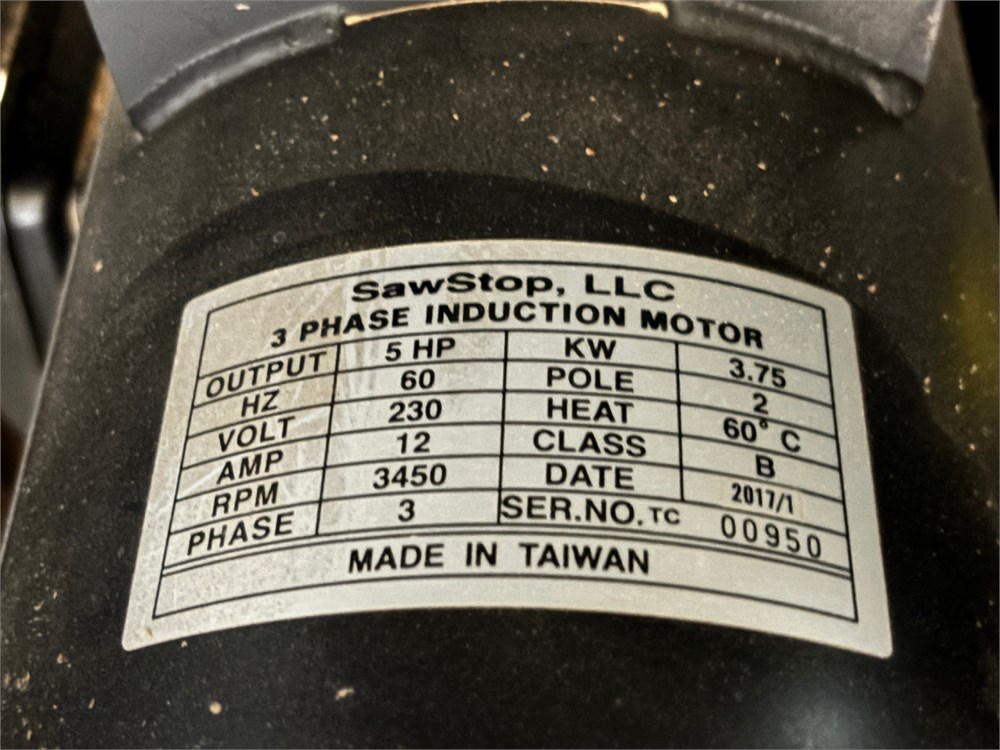 SawStop, LLC
3 PHASE INDUCTION MOTOR
OUTPUT 5 HP KW 3.75
HZ 60 POLE 2
VOLT 230 HEAT 60° C
AMP 12 CLASS B
RPM 3450 DATE 2017/1
PHASE 3 SER.NO. TC 00950
MADE IN TAIWAN